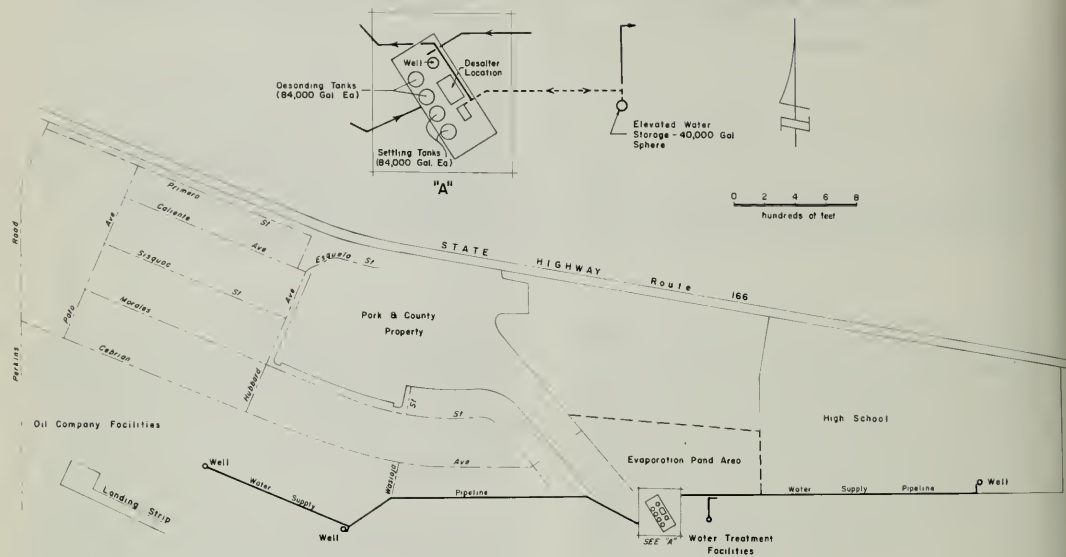 Well
Desalter
Location
Desanding Tanks
(84,000 Gal. Ea)
Settling Tanks
(84,000 Gal. Ea)
"A"
Elevated Water
Storage - 40,000 Gal
Sphere
0 2 4 6 8
hundreds of feet
Primero St
Caliente Ave
Sisquoc St
Morales
Cebrian
Pato Ave
Perkins Road
Hubbard Ave
Esquela St
STATE HIGHWAY Route 166
Park & County
Property
St
St
Ave
Wasioja
High School
Oil Company Facilities
Landing Strip
Well
Water Supply Pipeline
Well
Evaporation Pond Area
Water Supply Pipeline
Well
SEE "A"
Water Treatment
Facilities